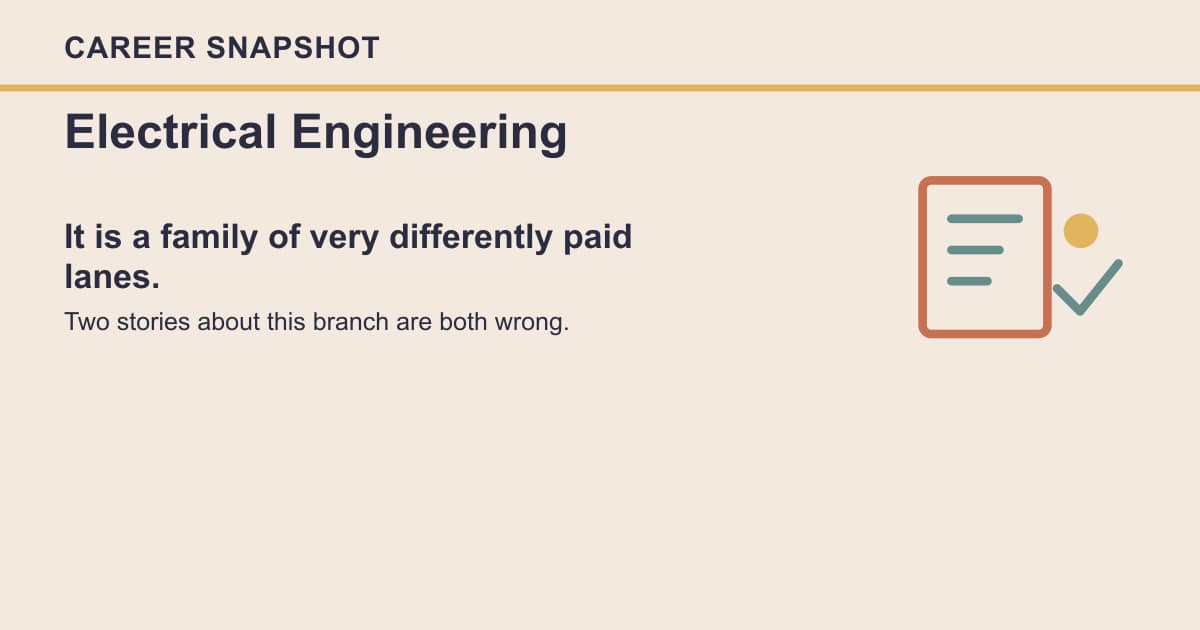 CAREER SNAPSHOT
Electrical Engineering
It is a family of very differently paid
lanes.
Two stories about this branch are both wrong.